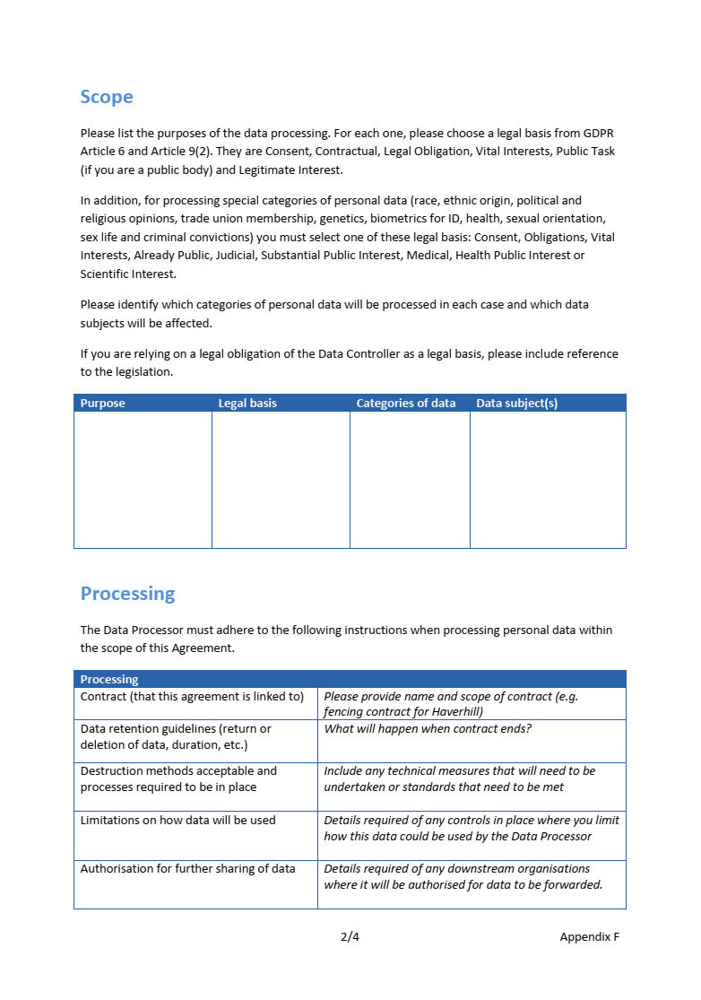 Scope
Please list the purposes of the data processing. For each one, please choose a legal basis from GDPR
Article 6 and Article 9(2). They are Consent, Contractual, Legal Obligation, Vital Interests, Public Task
(if you are a public body) and Legitimate Interest.
In addition, for processing special categories of personal data (race, ethnic origin, political and
religious opinions, trade union membership, genetics, biometrics for ID, health, sexual orientation,
sex life and criminal convictions) you must select one of these legal basis: Consent, Obligations, Vital
Interests, Already Public, Judicial, Substantial Public Interest, Medical, Health Public Interest or
Scientific Interest.
Please identify which categories of personal data will be processed in each case and which data
subjects will be affected.
If you are relying on a legal obligation of the Data Controller as a legal basis, please include reference
to the legislation.
Purpose Legal basis Categories of data Data subject(s)
Processing
The Data Processor must adhere to the following instructions when processing personal data within
the scope of this Agreement.
Processing
Contract (that this agreement is linked to)
Please provide name and scope of contract (e.g.
fencing contract for Haverhill)
Data retention guidelines (return or
deletion of data, duration, etc.)
What will happen when contract ends?
Destruction methods acceptable and
processes required to be in place
Include any technical measures that will need to be
undertaken or standards that need to be met
Limitations on how data will be used
Details required of any controls in place where you limit
how this data could be used by the Data Processor
Authorisation for further sharing of data
Details required of any downstream organisations
where it will be authorised for data to be forwarded.
2/4 Appendix F